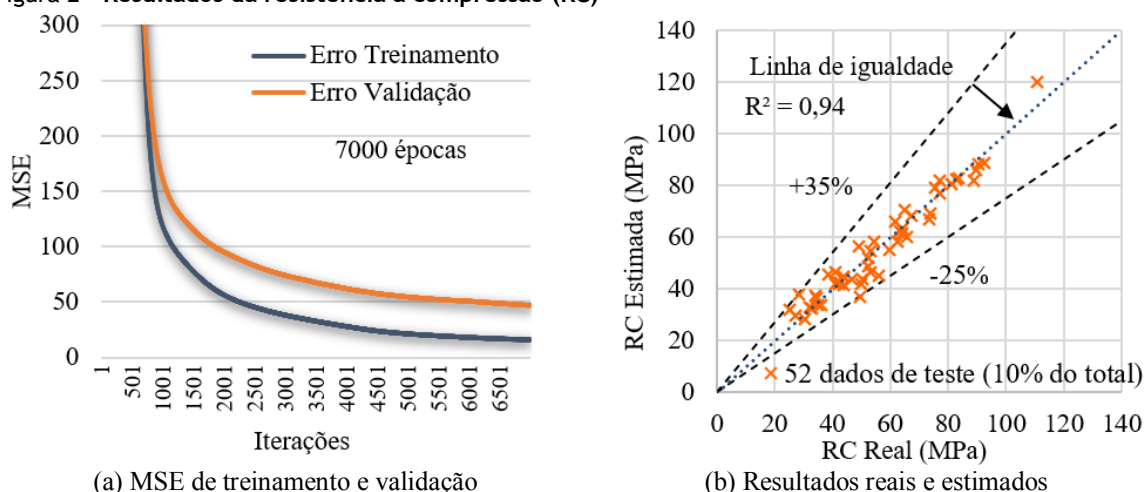 Figura 2 - Resultados da resistência à compressão (RC)
300
250
200
150
100
50
0
MSE
Erro Treinamento
Erro Validação
7000 épocas
1
501
1001
1501
2001
2501
3001
3501
4001
4501
5001
5501
6001
6501
Iterações
(a) MSE de treinamento e validação
140
120
100
80
60
40
20
0
RC Estimada (MPa)
Linha de igualdade
R² = 0,94
+35%
-25%
52 dados de teste (10% do total)
0 20 40 60 80 100 120 140
RC Real (MPa)
(b) Resultados reais e estimados